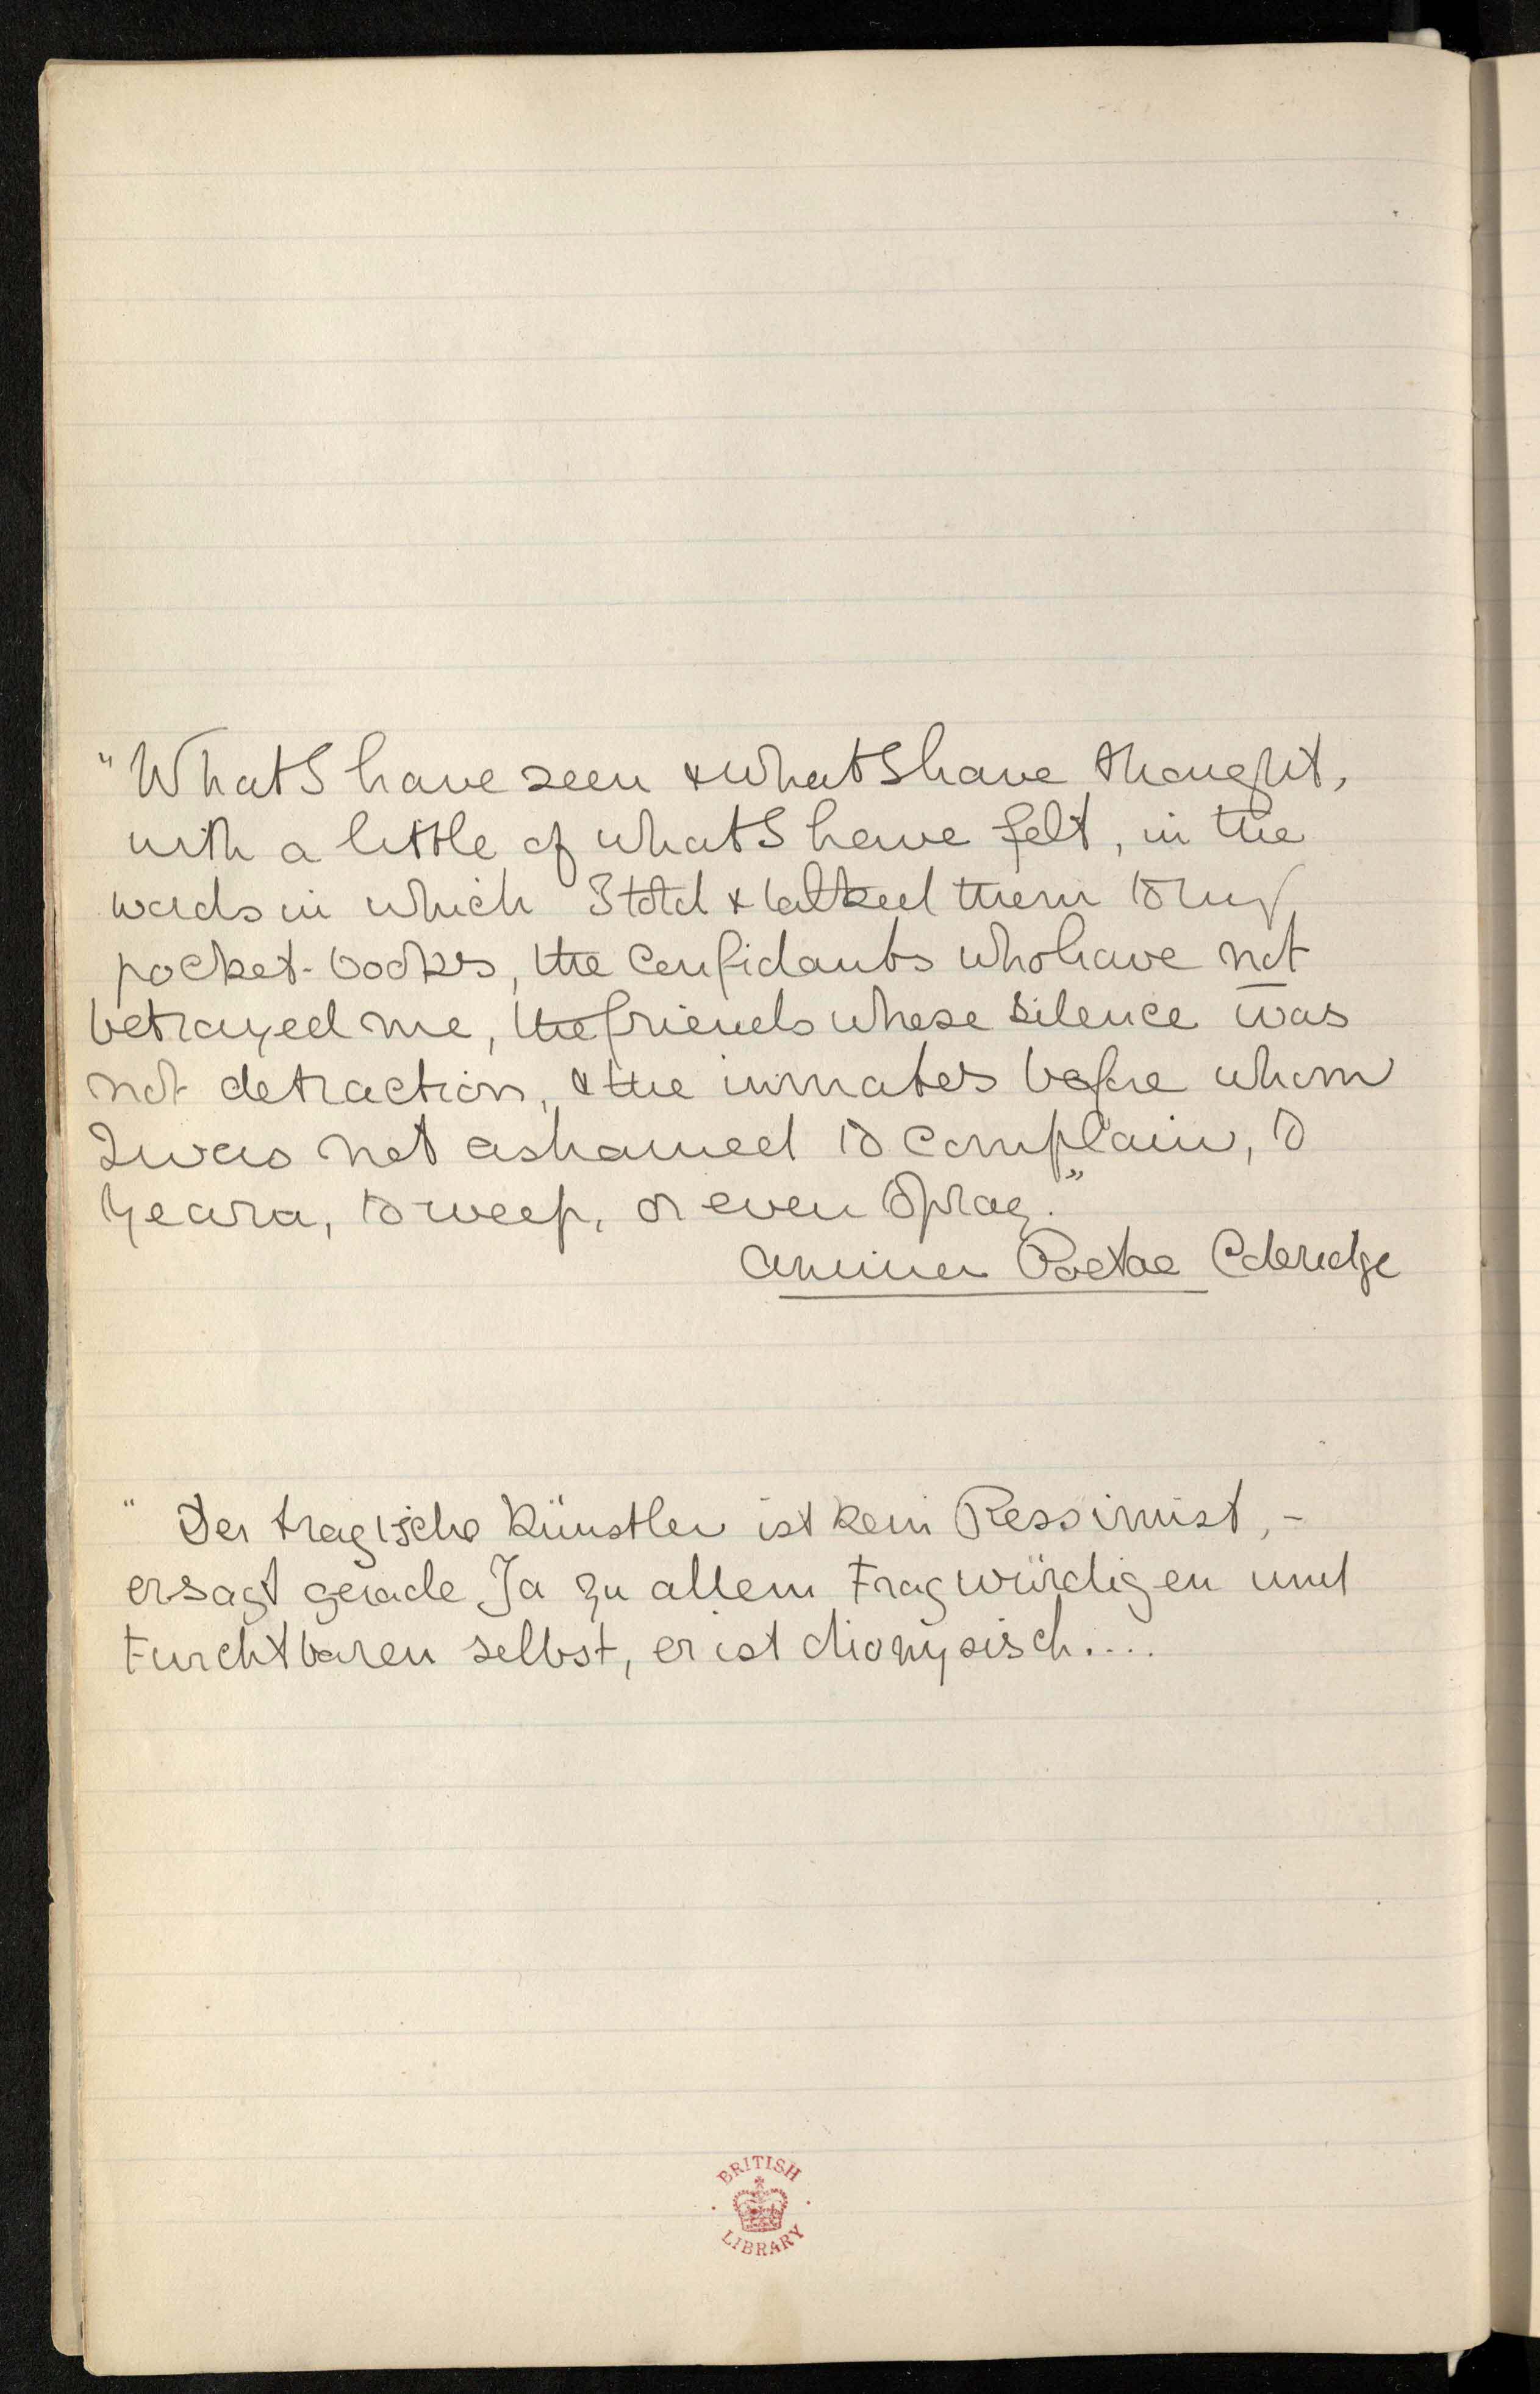 "What I have seen & what I have thought,
with a little of what I have felt, in the
words in which I told & talked them to my
pocket-books, the confidants who have not
betrayed me, the friends whose silence was
not detraction, & the inmates before whom
I was not ashamed to complain, to
yearn, to weep, or even to pray."
Anima Poetae Coleridge
" Der tragische Künstler ist kein Pessimist, -
er sagt gerade Ja zu allem Fragwürdigen und
Furchtbaren selbst, er ist dionysisch....
BRITISH
LIBRARY